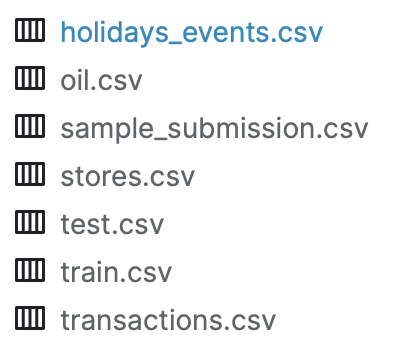 holidays_events.csv
oil.csv
sample_submission.csv
stores.csv
test.csv
train.csv
transactions.csv